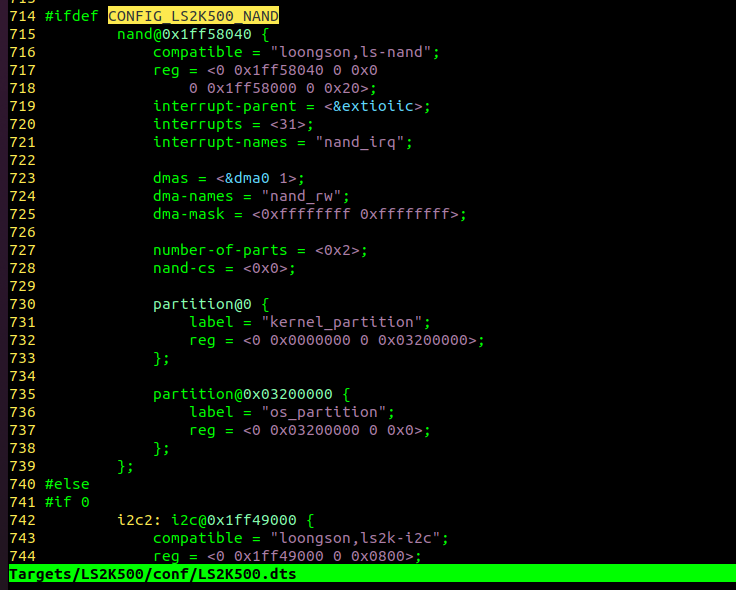 714 #ifdef CONFIG_LS2K500_NAND
715         nand@0x1ff58040 {
716             compatible = "loongson,ls-nand";
717             reg = <0 0x1ff58040 0 0x0
718                 0 0x1ff58000 0 0x20>;
719             interrupt-parent = <&extioiic>;
720             interrupts = <31>;
721             interrupt-names = "nand_irq";
722
723             dmas = <&dma0 1>;
724             dma-names = "nand_rw";
725             dma-mask = <0xffffffff 0xffffffff>;
726
727             number-of-parts = <0x2>;
728             nand-cs = <0x0>;
729
730             partition@0 {
731                 label = "kernel_partition";
732                 reg = <0 0x0000000 0 0x03200000>;
733             };
734
735             partition@0x03200000 {
736                 label = "os_partition";
737                 reg = <0 0x03200000 0 0x0>;
738             };
739         };
740 #else
741 #if 0
742         i2c2: i2c@0x1ff49000 {
743             compatible = "loongson,ls2k-i2c";
744             reg = <0 0x1ff49000 0 0x0800>;
Targets/LS2K500/conf/LS2K500.dts